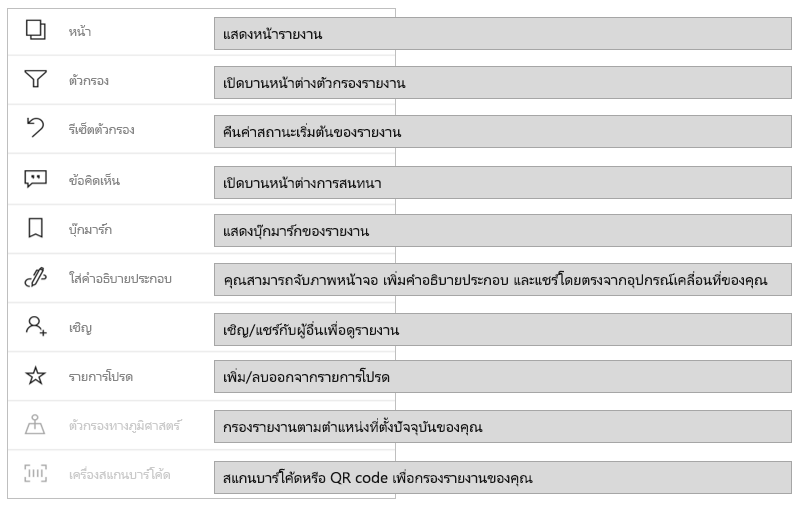 หน้า
แสดงหน้ารายงาน
ตัวกรอง
เปิดบานหน้าต่างตัวกรองรายงาน
รีเซ็ตตัวกรอง
คืนค่าสถานะเริ่มต้นของรายงาน
ข้อคิดเห็น
เปิดบานหน้าต่างการสนทนา
บุ๊กมาร์ก
แสดงบุ๊กมาร์กของรายงาน
ใส่คำอธิบายประกอบ
คุณสามารถจับภาพหน้าจอ เพิ่มคำอธิบายประกอบ และแชร์โดยตรงจากอุปกรณ์เคลื่อนที่ของคุณ
เชิญ
เชิญ/แชร์กับผู้อื่นเพื่อดูรายงาน
รายการโปรด
เพิ่ม/ลบออกจากรายการโปรด
ตัวกรองทางภูมิศาสตร์
กรองรายงานตามตำแหน่งที่ตั้งปัจจุบันของคุณ
เครื่องสแกนบาร์โค้ด
สแกนบาร์โค้ดหรือ QR code เพื่อกรองรายงานของคุณ